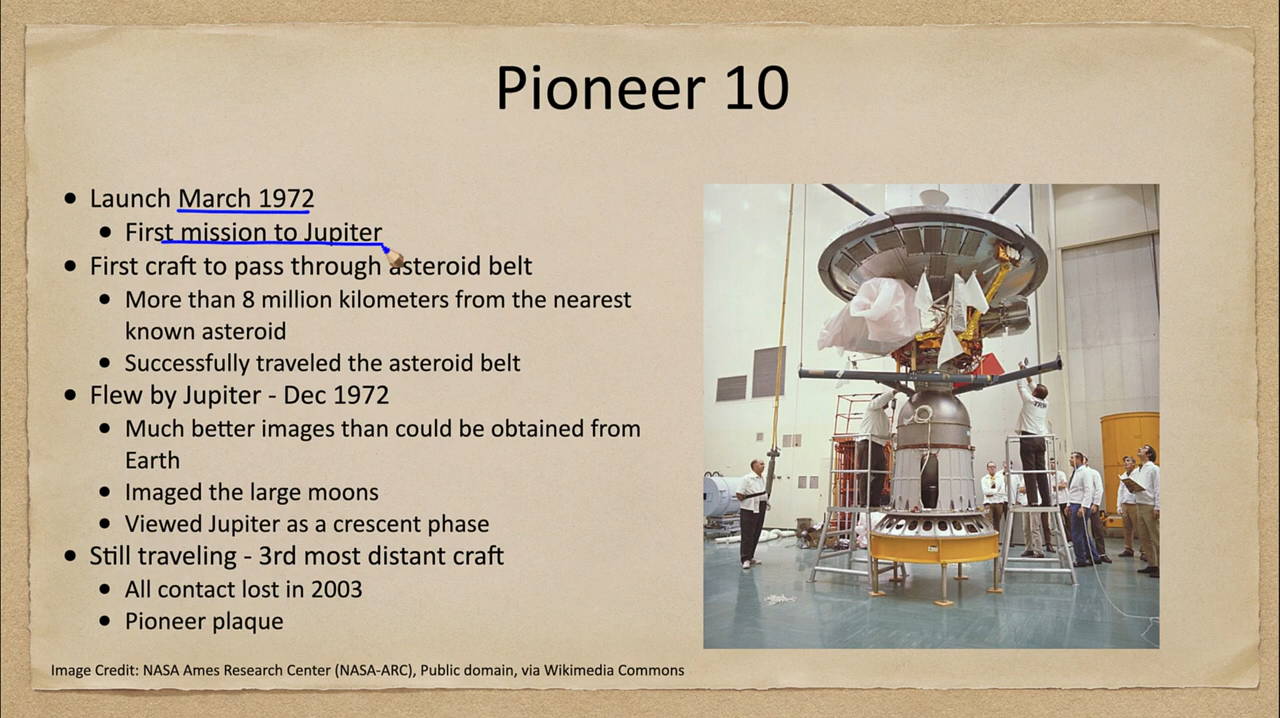 Pioneer 10
• Launch March 1972
• First mission to Jupiter
• First craft to pass through asteroid belt
• More than 8 million kilometers from the nearest
known asteroid
• Successfully traveled the asteroid belt
• Flew by Jupiter - Dec 1972
• Much better images than could be obtained from
Earth
• Imaged the large moons
• Viewed Jupiter as a crescent phase
• Still traveling - 3rd most distant craft
• All contact lost in 2003
• Pioneer plaque
TRW
Image Credit: NASA Ames Research Center (NASA-ARC), Public domain, via Wikimedia Commons